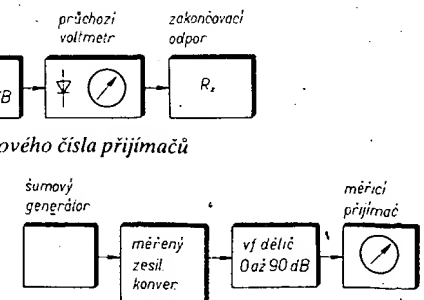 průchozí
voltmetr
zakončovací
odpor
B
R_z
ového čísla přijímačů
šumový
generátor
měřený
zesil.
konver.
vf dělič
0 až 90 dB
měřicí
přijímač